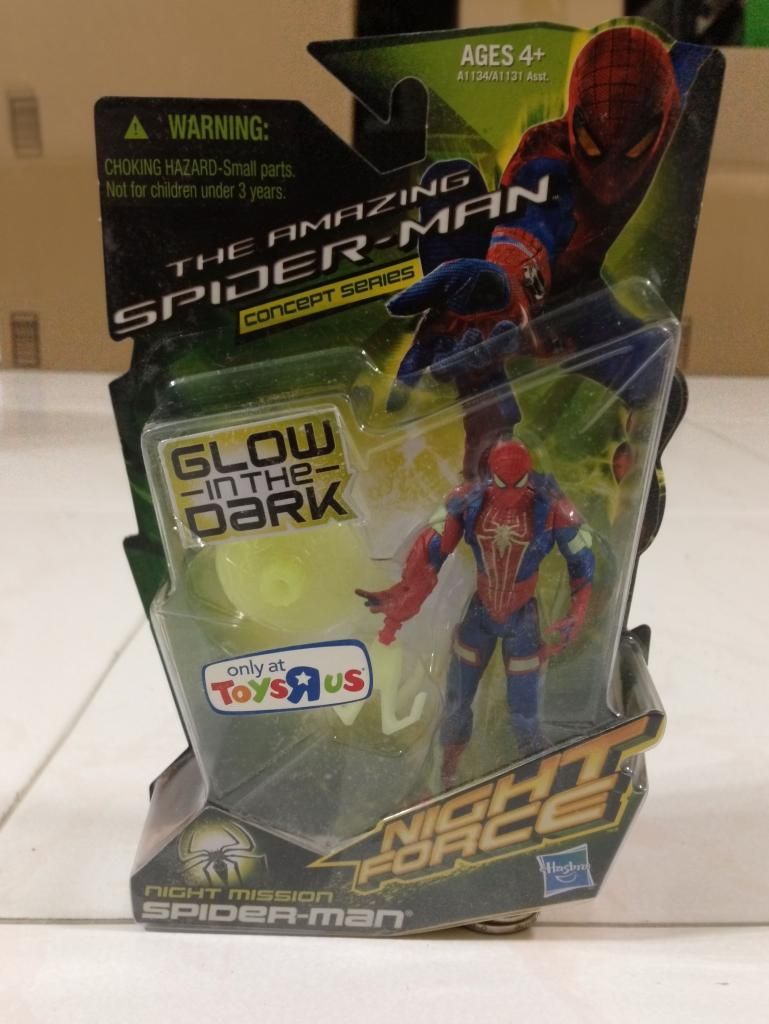 AGES 4+
A1134/A1131 Asst.
WARNING:
CHOKING HAZARD-Small parts.
Not for children under 3 years.
THE AMAZING
SPIDER-MAN
CONCEPT SERIES
GLOW
-IN THE-
DARK
only at
TOYSRUS
NIGHT
FORCE
Hasbro
NIGHT MISSION
SPIDER-MAN®